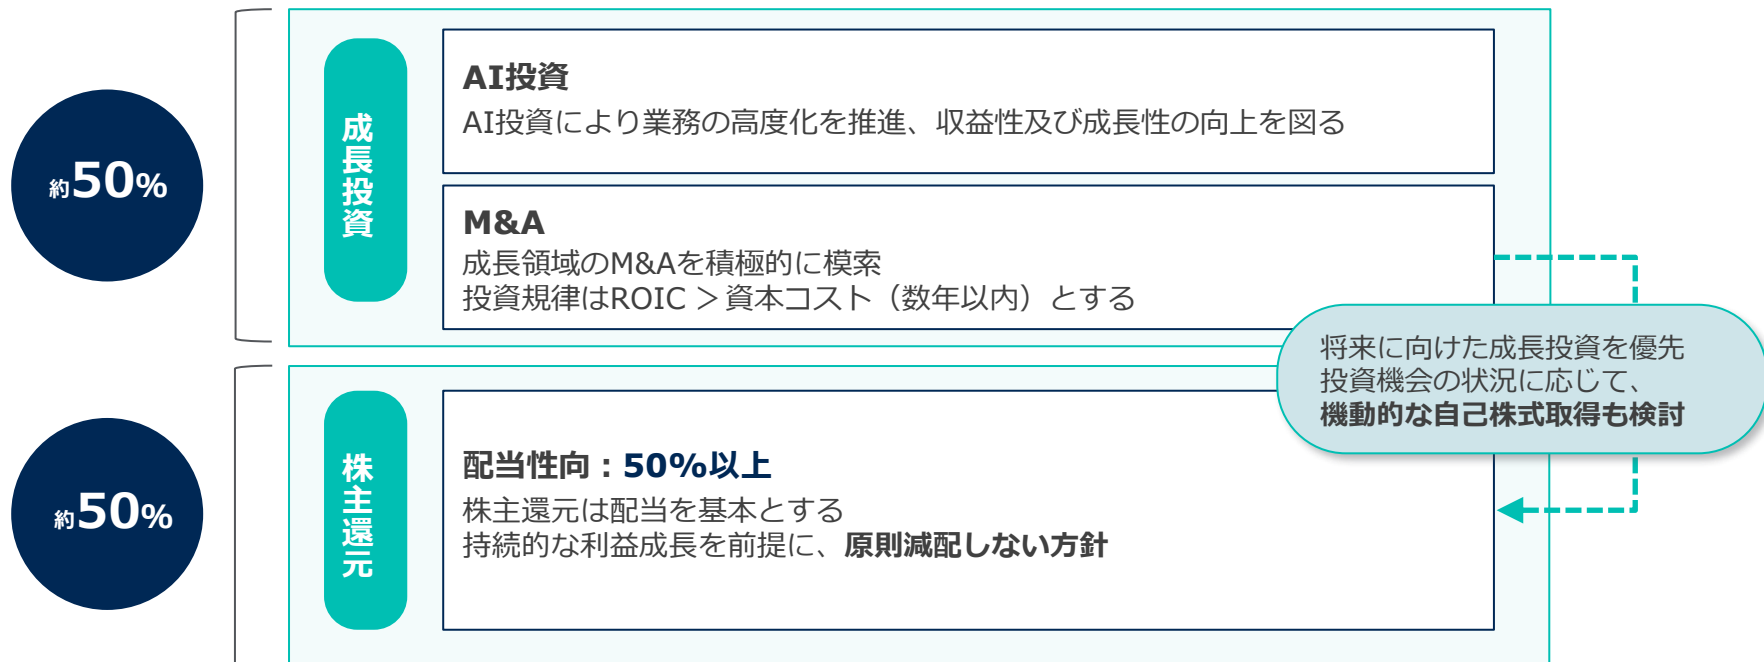 約50%
成長投資
AI投資
AI投資により業務の高度化を推進、収益性及び成長性の向上を図る
M&A
成長領域のM&Aを積極的に模索
投資規律はROIC＞資本コスト（数年以内）とする
将来に向けた成長投資を優先
投資機会の状況に応じて、
機動的な自己株式取得も検討
約50%
株主還元
配当性向：50%以上
株主還元は配当を基本とする
持続的な利益成長を前提に、原則減配しない方針